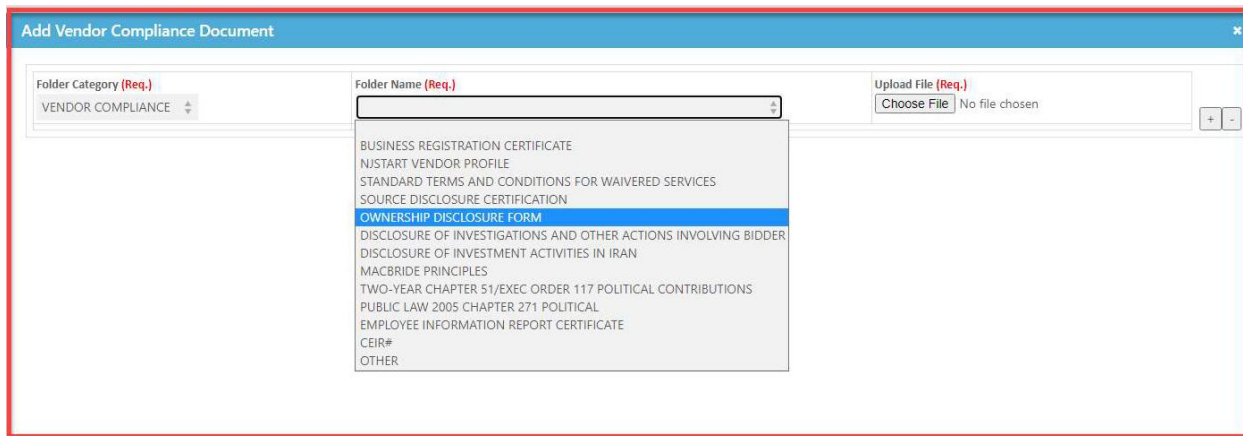 Add Vendor Compliance Document ×
Folder Category (Req.) Folder Name (Req.) Upload File (Req.)
VENDOR COMPLIANCE Choose File No file chosen
+ -
BUSINESS REGISTRATION CERTIFICATE
NJSTART VENDOR PROFILE
STANDARD TERMS AND CONDITIONS FOR WAIVERED SERVICES
SOURCE DISCLOSURE CERTIFICATION
OWNERSHIP DISCLOSURE FORM
DISCLOSURE OF INVESTIGATIONS AND OTHER ACTIONS INVOLVING BIDDER
DISCLOSURE OF INVESTMENT ACTIVITIES IN IRAN
MACBRIDE PRINCIPLES
TWO-YEAR CHAPTER 51/EXEC ORDER 117 POLITICAL CONTRIBUTIONS
PUBLIC LAW 2005 CHAPTER 271 POLITICAL
EMPLOYEE INFORMATION REPORT CERTIFICATE
CEIR#
OTHER